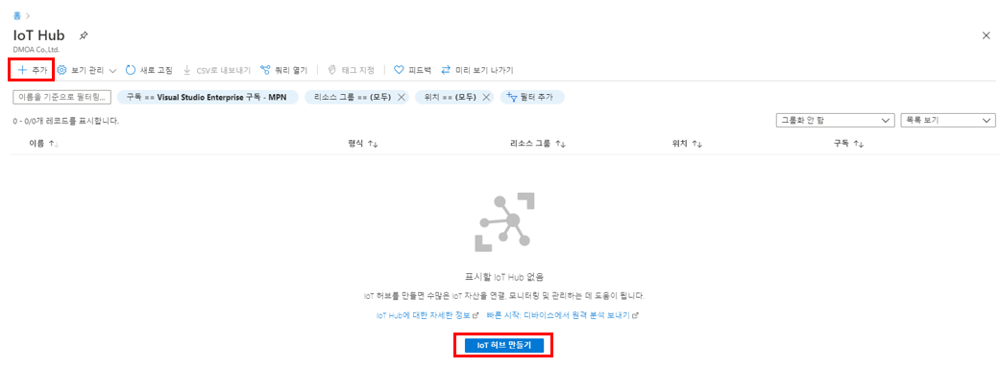 홈 >
IoT Hub
DMOA Co.,Ltd.
+ 추가 보기 관리 새로 고침 CSV로 내보내기 쿼리 열기 태그 지정 피드백 미리 보기 나가기
이름을 기준으로 필터링... 구독 == Visual Studio Enterprise 구독 - MPN 리소스 그룹 == (모두) 위치 == (모두) 필터 추가
0 - 0/0개 레코드를 표시합니다. 그룹화 안 함 목록 보기
이름 ↑↓ 형식 ↑↓ 리소스 그룹 ↑↓ 위치 ↑↓ 구독 ↑↓
표시할 IoT Hub 없음
IoT 허브를 만들면 수많은 IoT 자산을 연결, 모니터링 및 관리하는 데 도움이 됩니다.
IoT Hub에 대한 자세한 정보 빠른 시작: 디바이스에서 원격 분석 보내기
IoT 허브 만들기